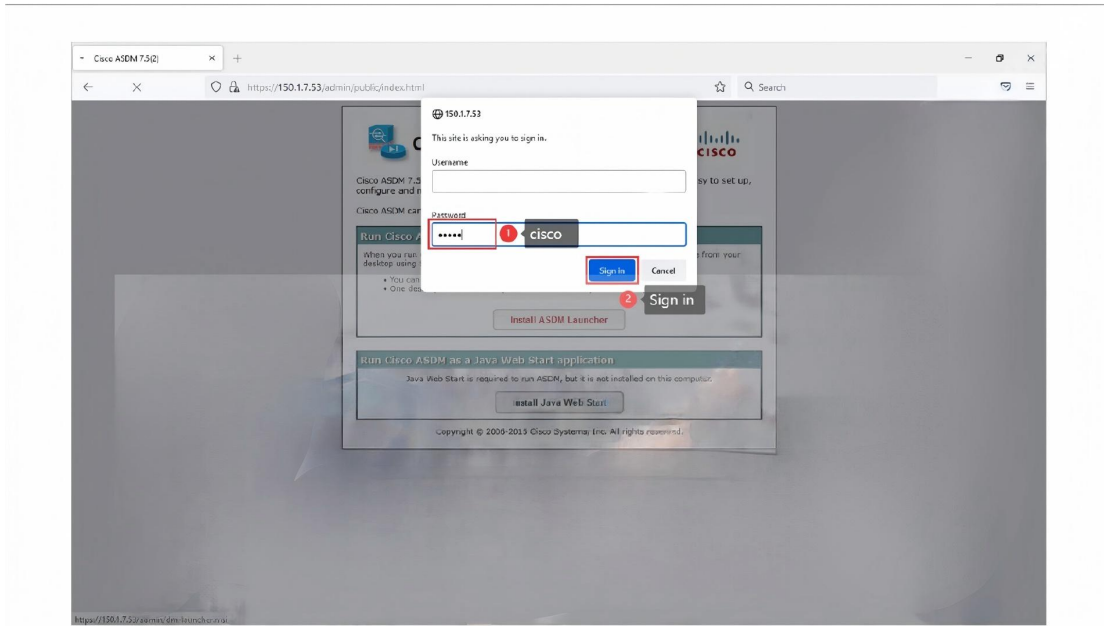 Cisco ASDM 7.5(2)
https://150.1.7.53/admin/public/index.html
Search
150.1.7.53
This site is asking you to sign in.
Username
Password
•••••
1 cisco
Sign in
Cancel
2 Sign in
CISCO
Cisco ASDM 7.5 sy to set up,
configure and
Cisco ASDM can
Run Cisco A
When you run from your
desktop using
• You can
• One des
Install ASDM Launcher
Run Cisco ASDM as a Java Web Start application
Java Web Start is required to run ASDM, but it is not installed on this computer.
Install Java Web Start
Copyright © 2006-2015 Cisco Systems, Inc. All rights reserved.